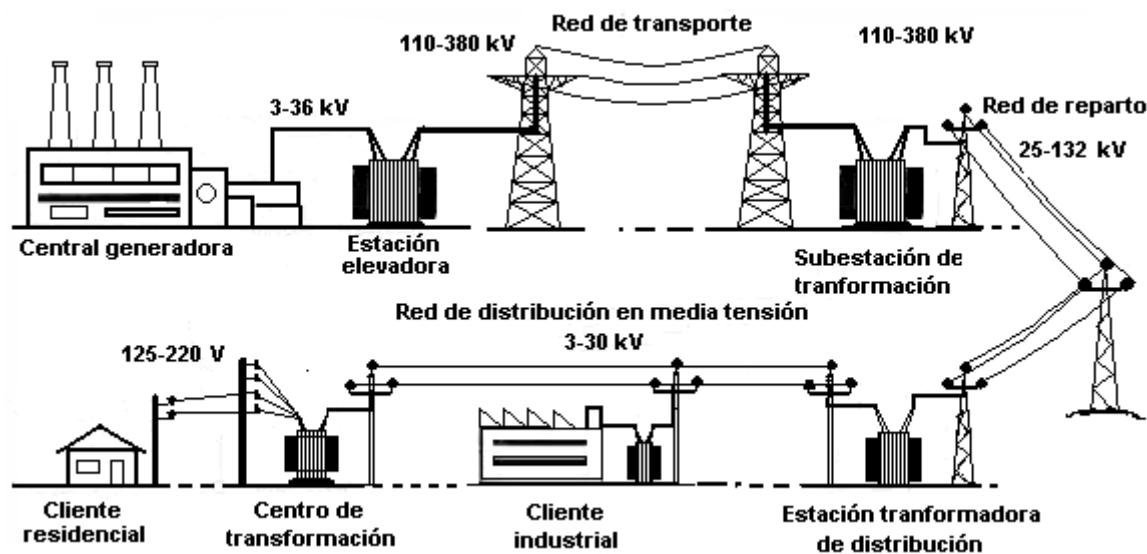 Red de transporte
110-380 kV
110-380 kV
3-36 kV
Red de reparto
25-132 kV
Central generadora
Estación
elevadora
Subestación de
tranformación
Red de distribución en media tensión
3-30 kV
125-220 V
Cliente
residencial
Centro de
transformación
Cliente
industrial
Estación tranformadora
de distribución